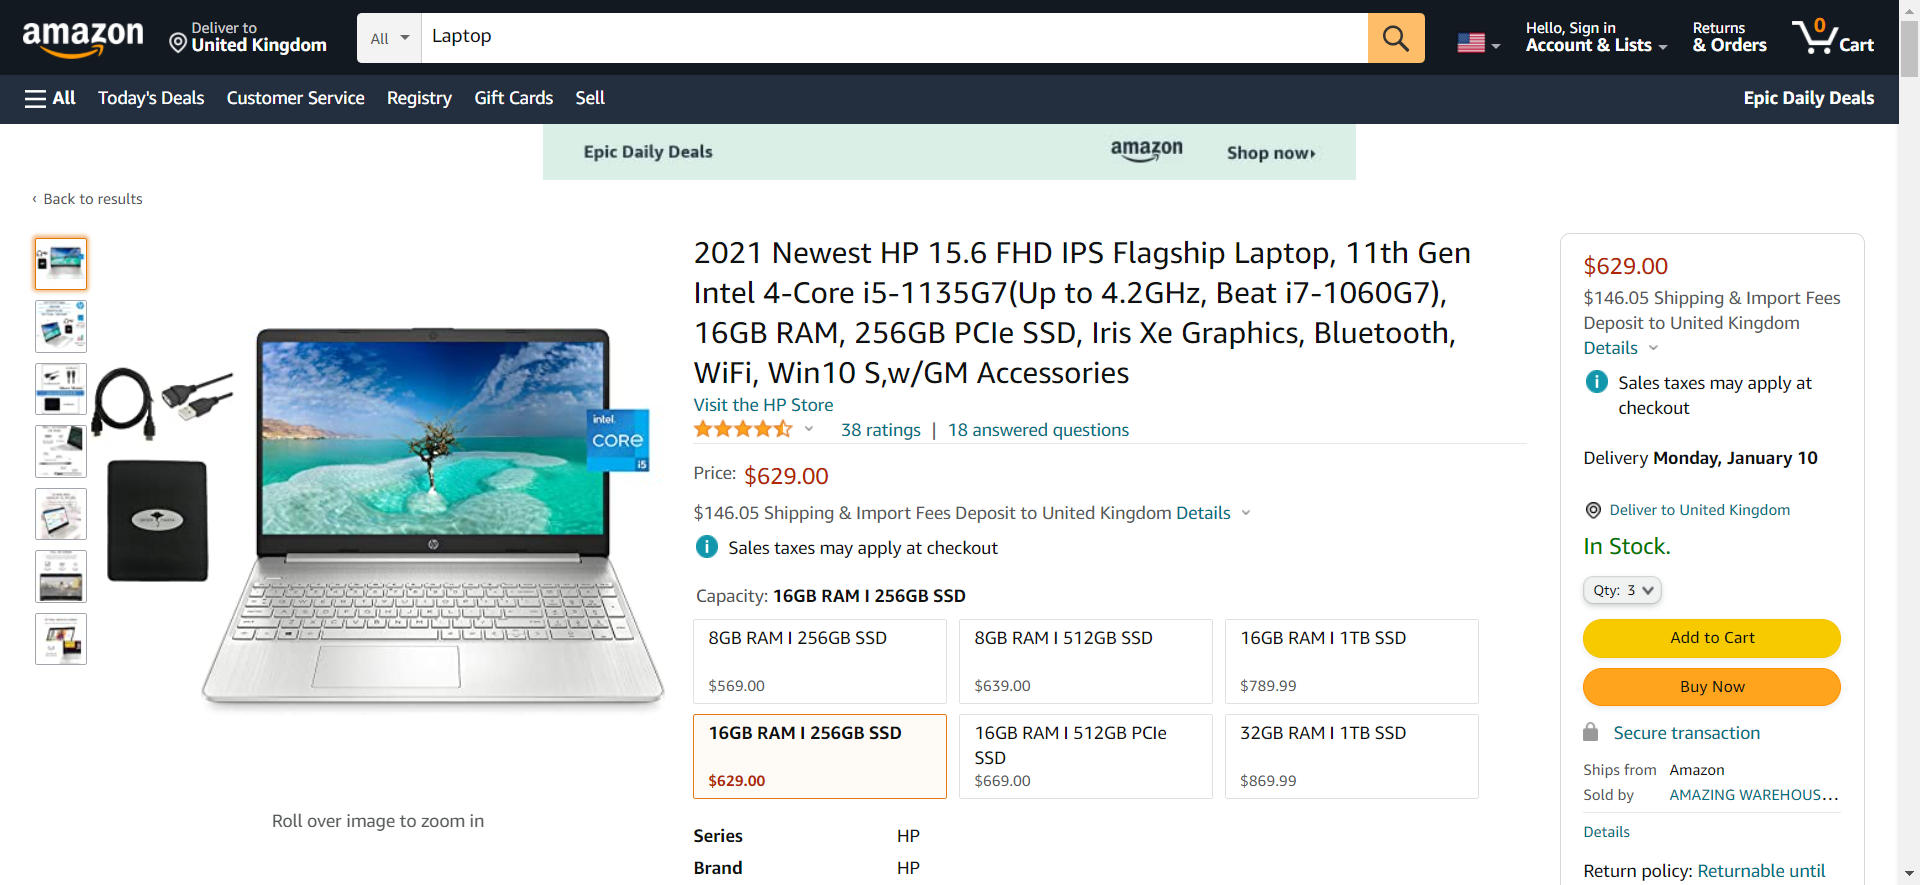 amazon
Deliver to
United Kingdom
All
Laptop
Hello, Sign in
Account & Lists
Returns
& Orders
0
Cart
All
Today's Deals
Customer Service
Registry
Gift Cards
Sell
Epic Daily Deals
Epic Daily Deals
amazon
Shop now
‹ Back to results
2021 Newest HP 15.6 FHD IPS Flagship Laptop, 11th Gen
Intel 4-Core i5-1135G7(Up to 4.2GHz, Beat i7-1060G7),
16GB RAM, 256GB PCIe SSD, Iris Xe Graphics, Bluetooth,
WiFi, Win10 S,w/GM Accessories
Visit the HP Store
38 ratings | 18 answered questions
Price: $629.00
$146.05 Shipping & Import Fees Deposit to United Kingdom Details
Sales taxes may apply at checkout
Capacity: 16GB RAM I 256GB SSD
8GB RAM I 256GB SSD
$569.00
8GB RAM I 512GB SSD
$639.00
16GB RAM I 1TB SSD
$789.99
16GB RAM I 256GB SSD
$629.00
16GB RAM I 512GB PCIe
SSD
$669.00
32GB RAM I 1TB SSD
$869.99
Series HP
Brand HP
intel.
CORE
i5
hp
Roll over image to zoom in
$629.00
$146.05 Shipping & Import Fees
Deposit to United Kingdom
Details
Sales taxes may apply at
checkout
Delivery Monday, January 10
Deliver to United Kingdom
In Stock.
Qty: 3
Add to Cart
Buy Now
Secure transaction
Ships from Amazon
Sold by AMAZING WAREHOUS...
Details
Return policy: Returnable until